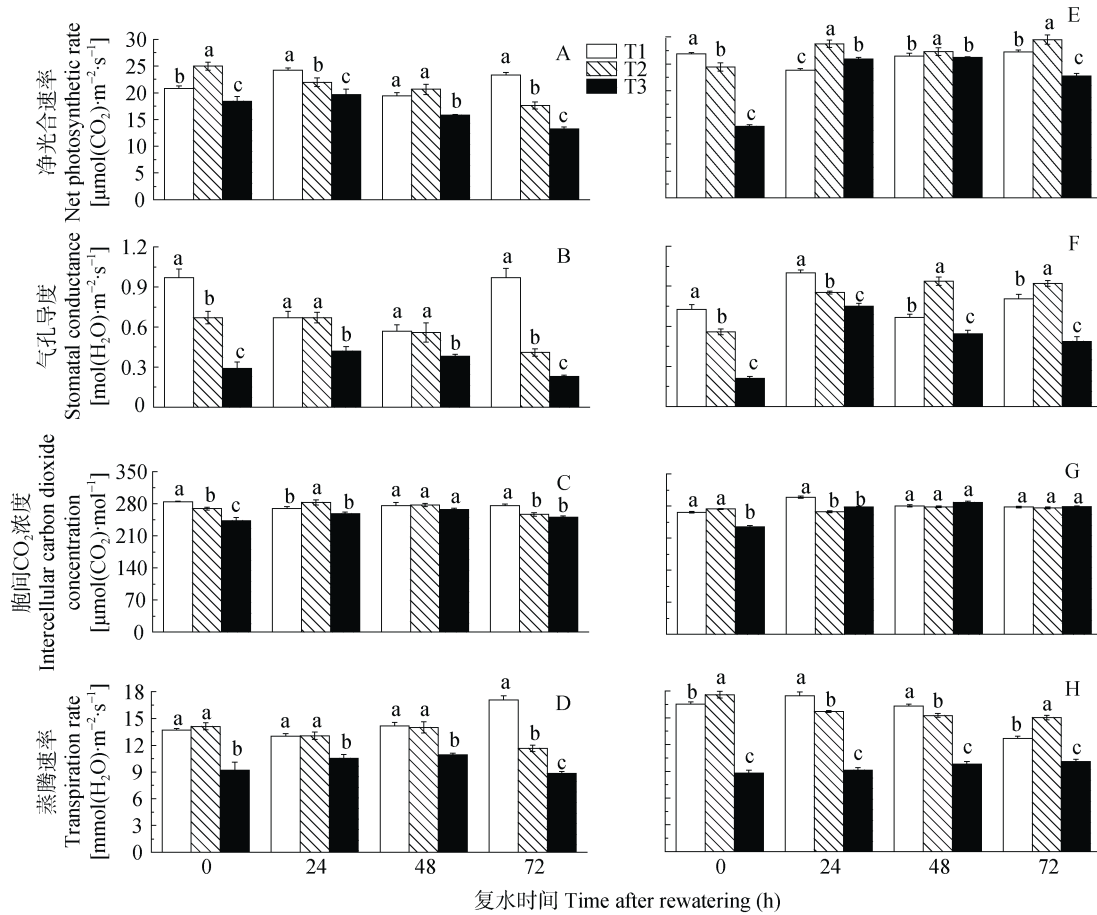 净光合速率
Net photosynthetic rate
[μmol(CO₂)·m⁻²·s⁻¹]
30
25
20
15
10
5
0
b a c
a b c
a a b
a b c
A
T1
T2
T3
a b c
c a b
b a b
b a c
E
气孔导度
Stomatal conductance
[mol(H₂O)·m⁻²·s⁻¹]
1.2
0.9
0.6
0.3
0
a b c
a a b
a a b
a b c
B
a b c
a b c
b a c
b a c
F
胞间CO₂浓度
Intercellular carbon dioxide
concentration
[μmol(CO₂)·mol⁻¹]
350
280
210
140
70
0
a b c
b a b
a a a
a b b
C
a a b
a b b
a a a
a a a
G
蒸腾速率
Transpiration rate
[mmol(H₂O)·m⁻²·s⁻¹]
18
15
12
9
6
3
0
a a b
a a b
a a b
a b c
D
b a c
a b c
a b c
b a c
H
0 24 48 72
0 24 48 72
复水时间 Time after rewatering (h)